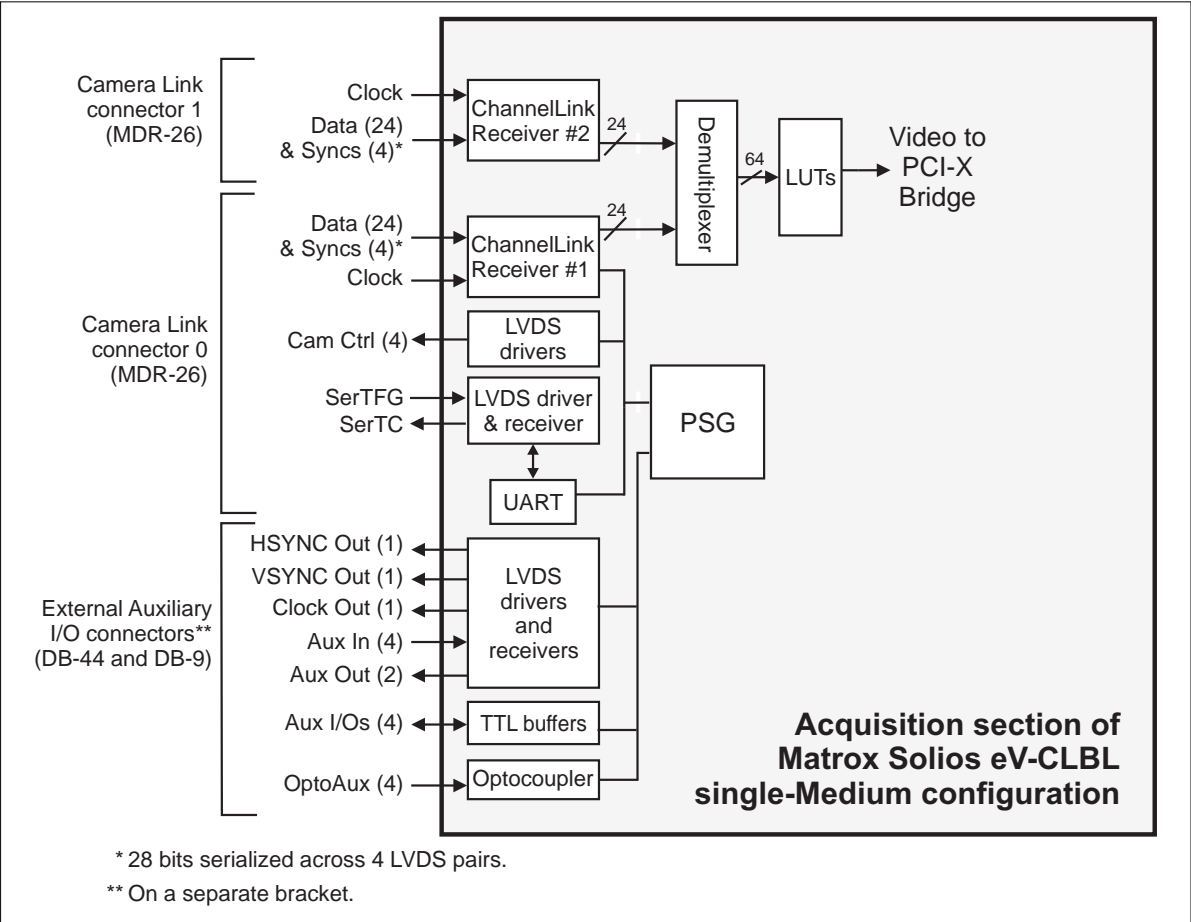 Camera Link
connector 1
(MDR-26)
Clock
Data (24)
& Syncs (4)*
ChannelLink
Receiver #2
24
Demultiplexer
64
LUTs
Video to
PCI-X
Bridge
Camera Link
connector 0
(MDR-26)
Data (24)
& Syncs (4)*
Clock
ChannelLink
Receiver #1
24
Cam Ctrl (4)
LVDS
drivers
SerTFG
SerTC
LVDS driver
& receiver
UART
PSG
External Auxiliary
I/O connectors**
(DB-44 and DB-9)
HSYNC Out (1)
VSYNC Out (1)
Clock Out (1)
Aux In (4)
Aux Out (2)
LVDS
drivers
and
receivers
Aux I/Os (4)
TTL buffers
OptoAux (4)
Optocoupler
Acquisition section of
Matrox Solios eV-CLBL
single-Medium configuration
* 28 bits serialized across 4 LVDS pairs.
** On a separate bracket.